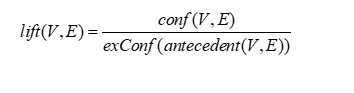 lift(V,E) = conf(V,E) / exConf(antecedent(V,E))